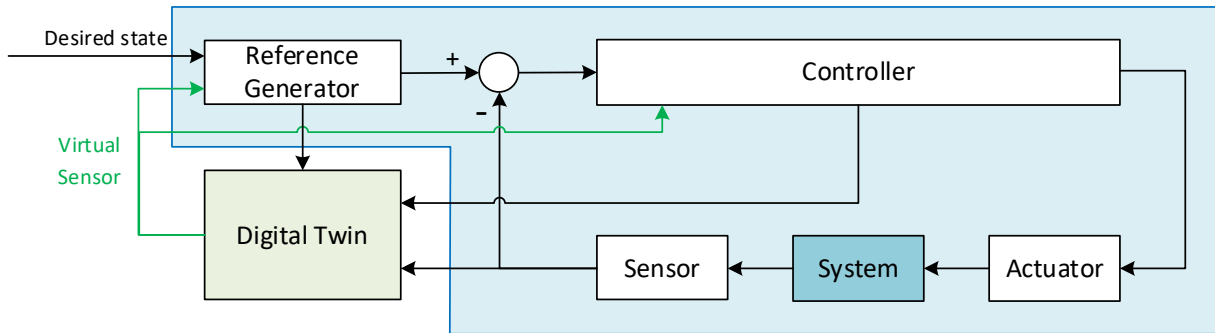 Desired state
Reference
Generator
+
Controller
-
Virtual
Sensor
Digital Twin
Sensor
System
Actuator